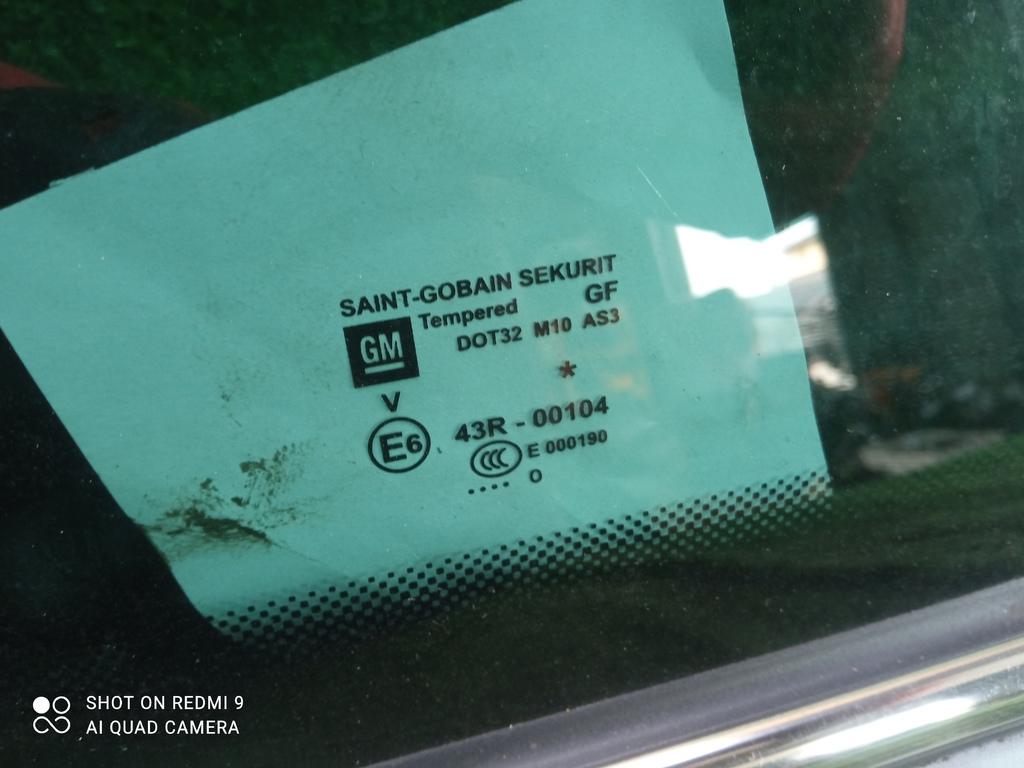 SAINT-GOBAIN SEKURIT
Tempered GF
GM DOT32 M10 AS3
*
V
E6 43R - 00104
CCC E 000190
.... O
SHOT ON REDMI 9
AI QUAD CAMERA